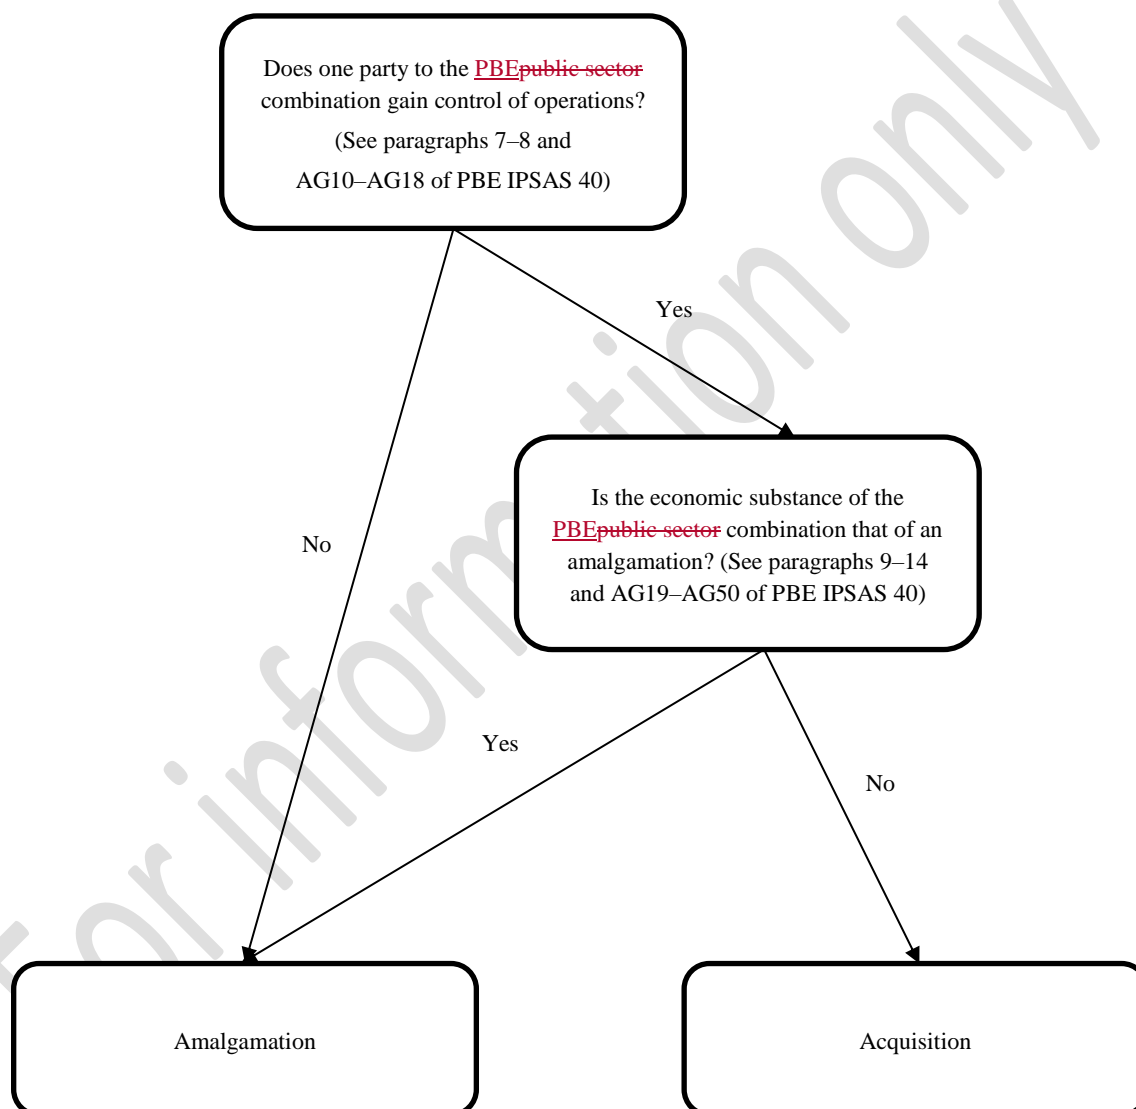 Does one party to the PBEpublic sector
combination gain control of operations?
(See paragraphs 7–8 and
AG10–AG18 of PBE IPSAS 40)
Yes
Is the economic substance of the
PBEpublic sector combination that of an
amalgamation? (See paragraphs 9–14
and AG19–AG50 of PBE IPSAS 40)
No
Yes
No
Amalgamation
Acquisition
For information only